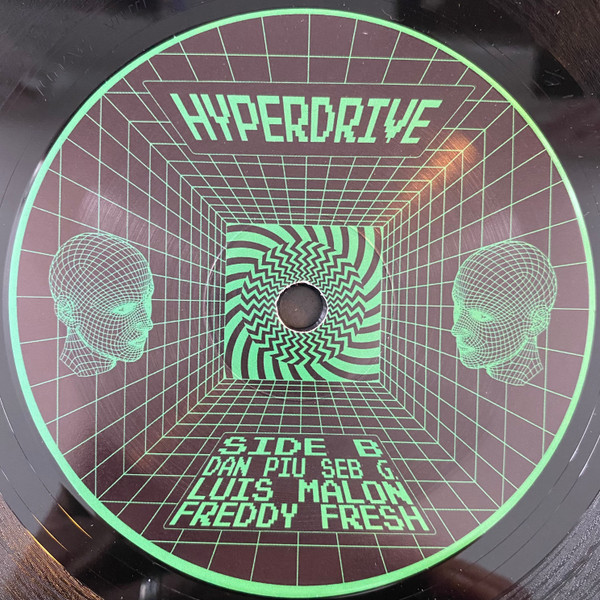 HYPERDRIVE
SIDE B
DAN PIU SEB G
LUIS MALON
FREDDY FRESH